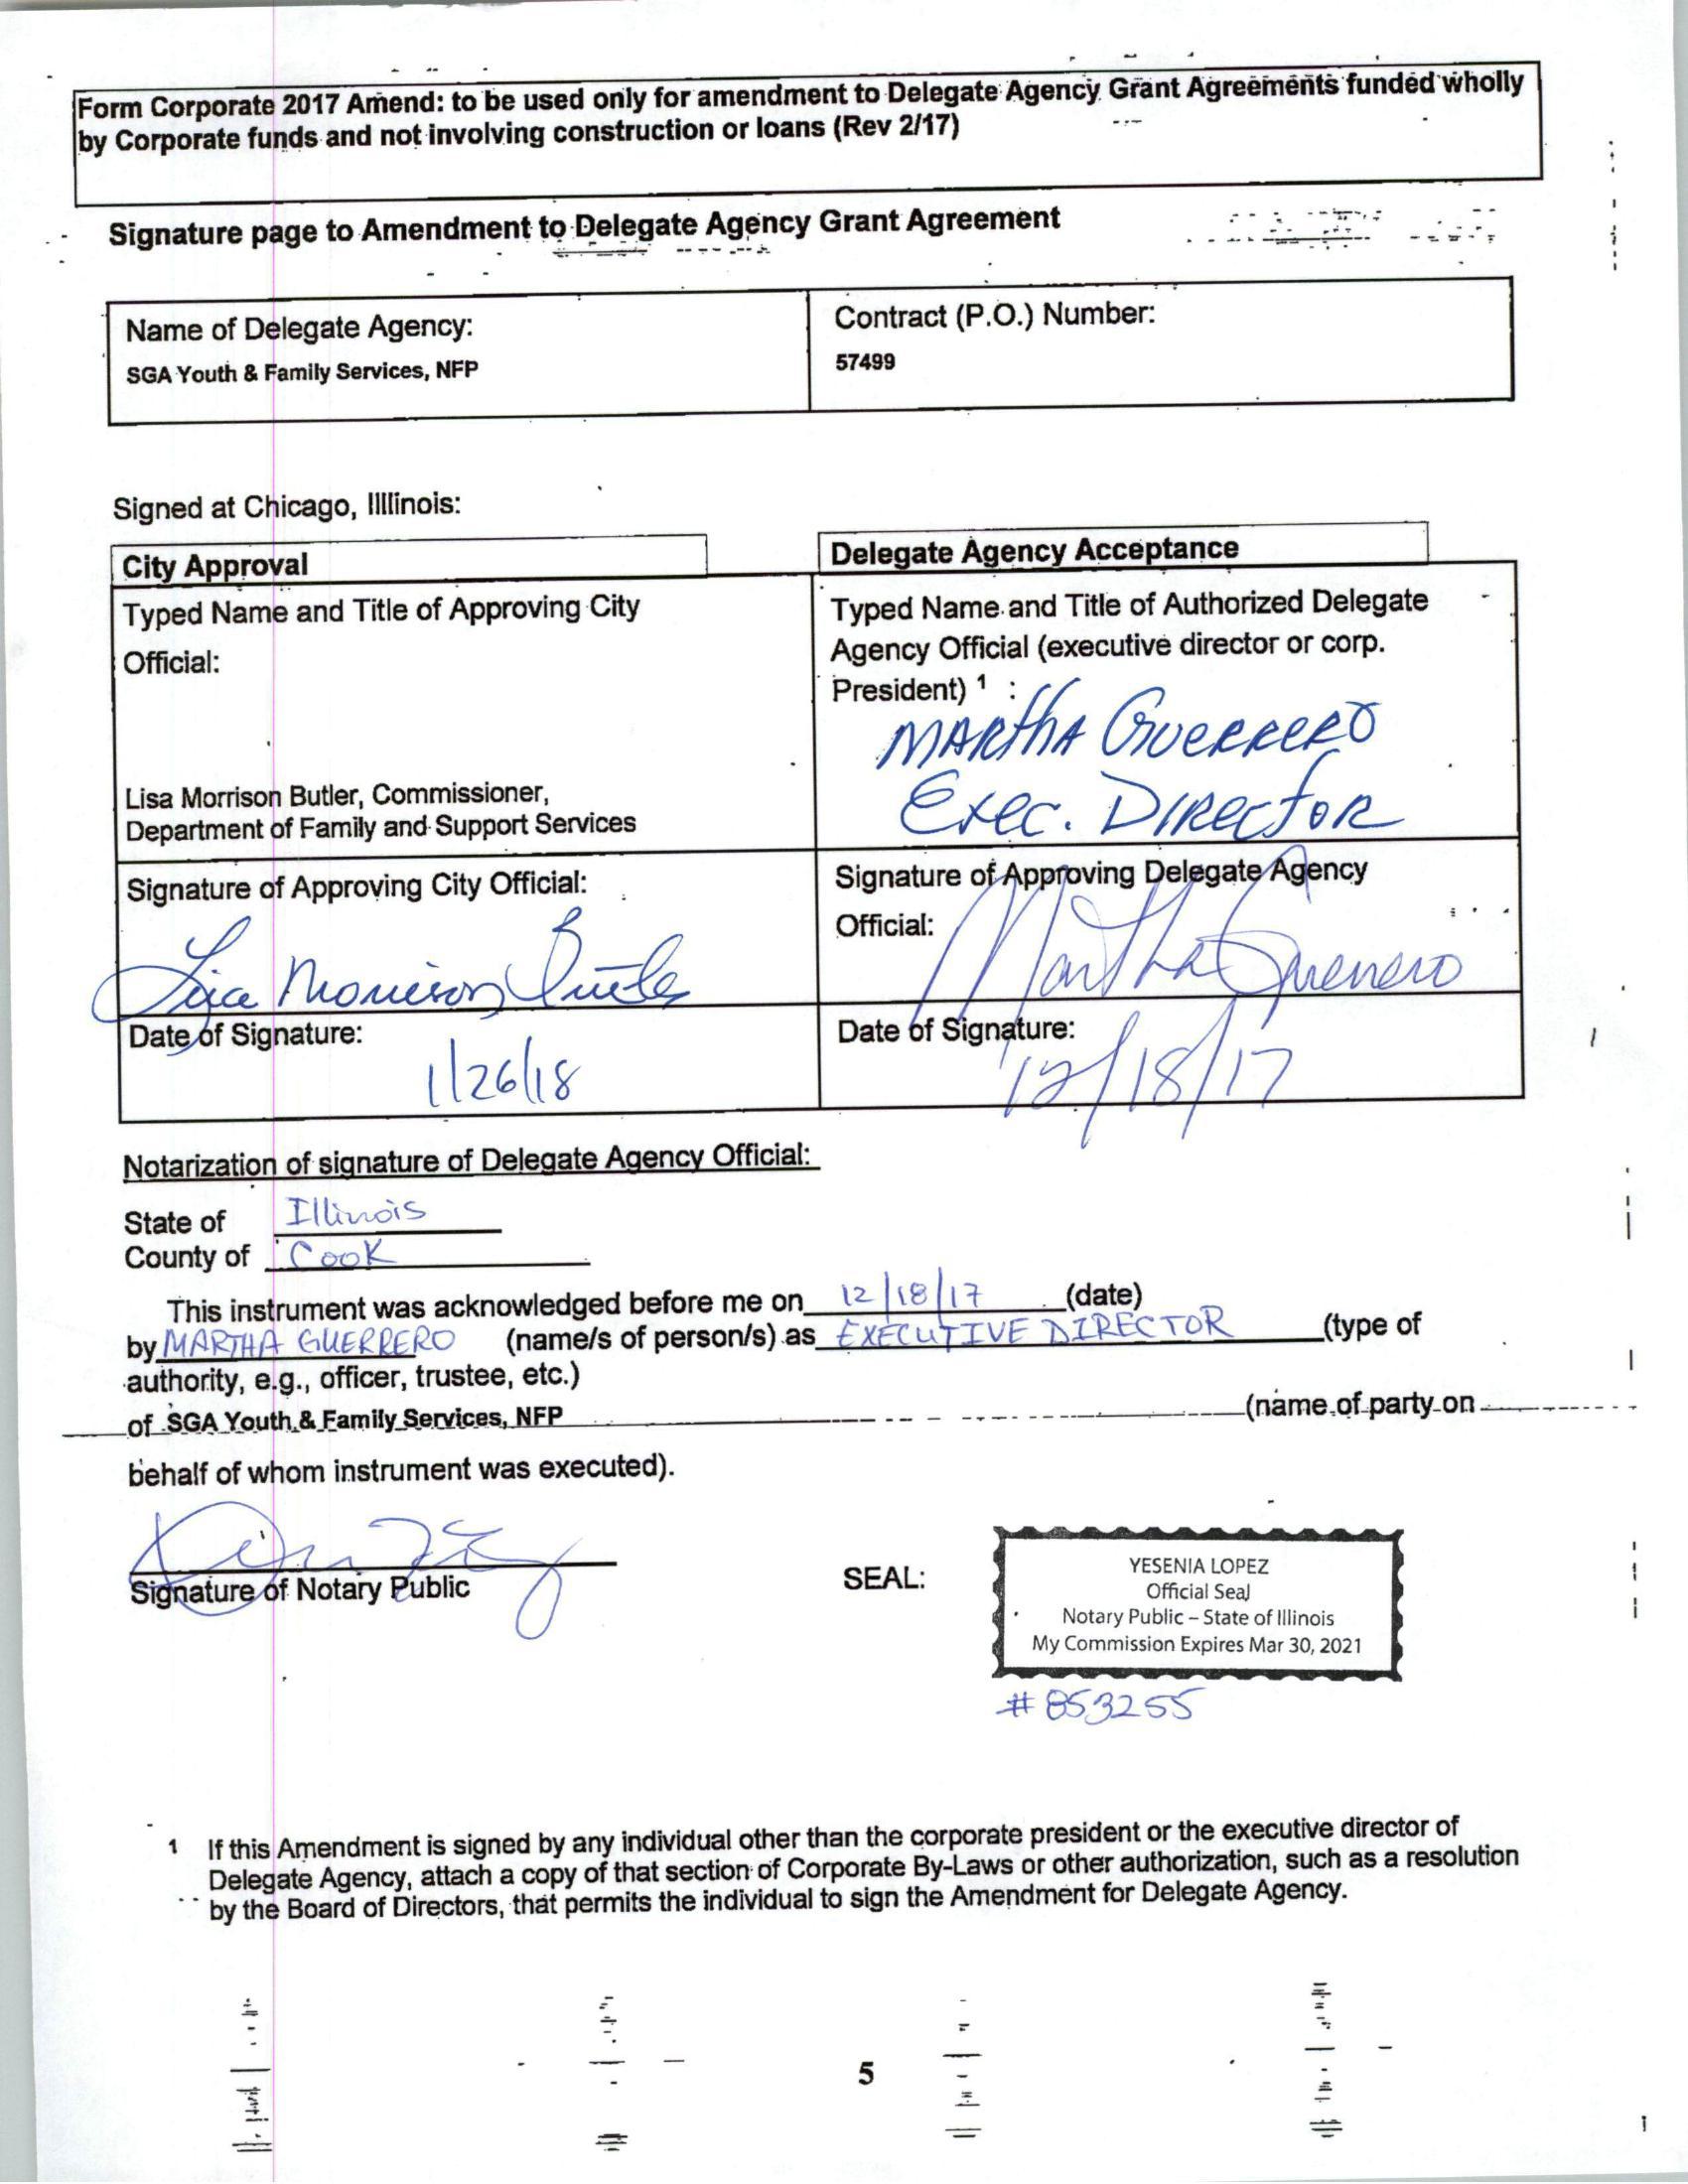 Form Corporate 2017 Amend: to be used only for amendment to Delegate Agency Grant Agreements funded wholly
by Corporate funds and not involving construction or loans (Rev 2/17)
Signature page to Amendment to Delegate Agency Grant Agreement
Name of Delegate Agency:
SGA Youth & Family Services, NFP
Contract (P.O.) Number:
57499
Signed at Chicago, Illlinois:
City Approval
Typed Name and Title of Approving City
Official:
Lisa Morrison Butler, Commissioner,
Department of Family and Support Services
Signature of Approving City Official:
Lisa Morrison Butler
Date of Signature:
1/26/18
Delegate Agency Acceptance
Typed Name and Title of Authorized Delegate
Agency Official (executive director or corp.
President) 1 :
MARthA GUERRERO
Exec. DIRECTOR
Signature of Approving Delegate Agency
Official:
Martha Guerrero
Date of Signature:
12/18/17
Notarization of signature of Delegate Agency Official:
State of Illinois
County of Cook
This instrument was acknowledged before me on 12/18/17 (date)
by MARTHA GUERRERO (name/s of person/s) as EXECUTIVE DIRECTOR (type of
authority, e.g., officer, trustee, etc.)
of SGA Youth & Family Services, NFP (name of party on
behalf of whom instrument was executed).
Signature of Notary Public
SEAL:
YESENIA LOPEZ
Official Seal
Notary Public – State of Illinois
My Commission Expires Mar 30, 2021
# 853255
1 If this Amendment is signed by any individual other than the corporate president or the executive director of
Delegate Agency, attach a copy of that section of Corporate By-Laws or other authorization, such as a resolution
by the Board of Directors, that permits the individual to sign the Amendment for Delegate Agency.
5